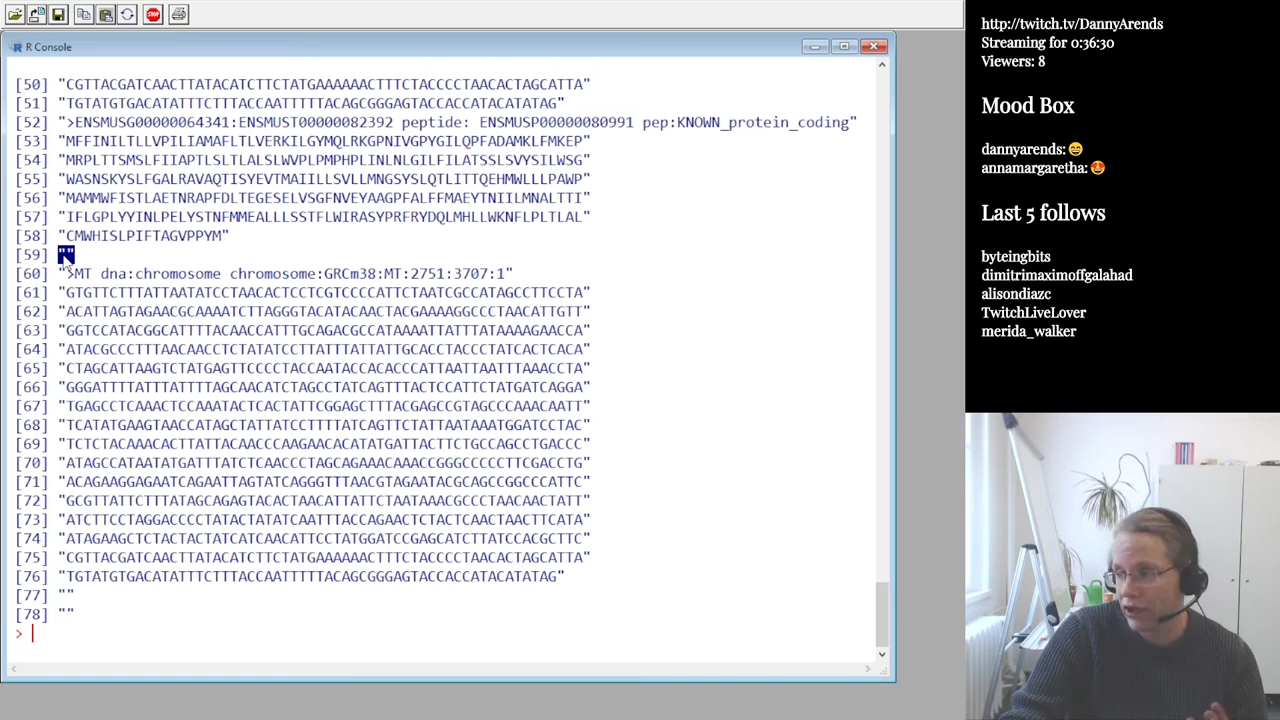 R Console
[50] "CGTTACGATCAACTTATACATCTTCTATGAAAAAACTTTCTACCCCTAACACTAGCATTA"
[51] "TGTATGTGACATATTTCTTTACCAATTTTTACAGCGGGAGTACCACCATACATATAG"
[52] ">ENSMUSG00000064341:ENSMUST00000082392 peptide: ENSMUSP00000080991 pep:KNOWN_protein_coding"
[53] "MFFINILTLLVPILIAMAFLTLVERKILGYMQLRKGPNIVGPYGILQPFADAMKLFMKEP"
[54] "MRPLTTSMSLFIIAPTLSLTLALSLWVPLPMPHPLINLNLGILFILATSSLSVYSILWSG"
[55] "WASNSKYSLFGALRAVAQTISYEVTMAIILLSVLLMNGSYSLQTLITTQEHMWLLLPAWP"
[56] "MAMMWFISTLAETNRAPFDLTEGESELVSGFNVEYAAGPFALFFMAEYTNIILMNALTTI"
[57] "IFLGPLYYINLPELYSTNFMMEALLLSSTFLWIRASYPRFRYDQLMHLLWKNFLPLTLAL"
[58] "CMWHISLPIFTAGVPPYM"
[59] ""
[60] ">MT dna:chromosome chromosome:GRCm38:MT:2751:3707:1"
[61] "GTGTTCTTTATTAATATCCTAACACTCCTCGTCCCCATTCTAATCGCCATAGCCTTCCTA"
[62] "ACATTAGTAGAACGCAAAATCTTAGGGTACATACAACTACGAAAAGGCCCTAACATTGTT"
[63] "GGTCCATACGGCATTTTACAACCATTTGCAGACGCCATAAAATTATTTATAAAAGAACCA"
[64] "ATACGCCCTTTAACAACCTCTATATCCTTATTTATTATTGCACCTACCCTATCACTCACA"
[65] "CTAGCATTAAGTCTATGAGTTCCCCTACCAATACCACACCCATTAATTAATTTAAACCTA"
[66] "GGGATTTTATTTATTTTAGCAACATCTAGCCTATCAGTTTACTCCATTCTATGATCAGGA"
[67] "TGAGCCTCAAACTCCAAATACTCACTATTCGGAGCTTTACGAGCCGTAGCCCAAACAATT"
[68] "TCATATGAAGTAACCATAGCTATTATCCTTTTATCAGTTCTATTAATAAATGGATCCTAC"
[69] "TCTCTACAAACACTTATTACAACCCAAGAACACATATGATTACTTCTGCCAGCCTGACCC"
[70] "ATAGCCATAATATGATTTATCTCAACCCTAGCAGAAACAAACCGGGCCCCCTTCGACCTG"
[71] "ACAGAAGGAGAATCAGAATTAGTATCAGGGTTTAACGTAGAATACGCAGCCGGCCCATTC"
[72] "GCGTTATTCTTTATAGCAGAGTACACTAACATTATTCTAATAAACGCCCTAACAACTATT"
[73] "ATCTTCCTAGGACCCCTATACTATATCAATTTACCAGAACTCTACTCAACTAACTTCATA"
[74] "ATAGAAGCTCTACTACTATCATCAACATTCCTATGGATCCGAGCATCTTATCCACGCTTC"
[75] "CGTTACGATCAACTTATACATCTTCTATGAAAAAACTTTCTACCCCTAACACTAGCATTA"
[76] "TGTATGTGACATATTTCTTTACCAATTTTTACAGCGGGAGTACCACCATACATATAG"
[77] ""
[78] ""
>
STOP
http://twitch.tv/DannyArends
Streaming for 0:36:30
Viewers: 8
Mood Box
dannyarends:😄
annamargaretha:😍
Last 5 follows
byteingbits
dimitrimaximoffgalahad
alisondiazc
TwitchLiveLover
merida_walker